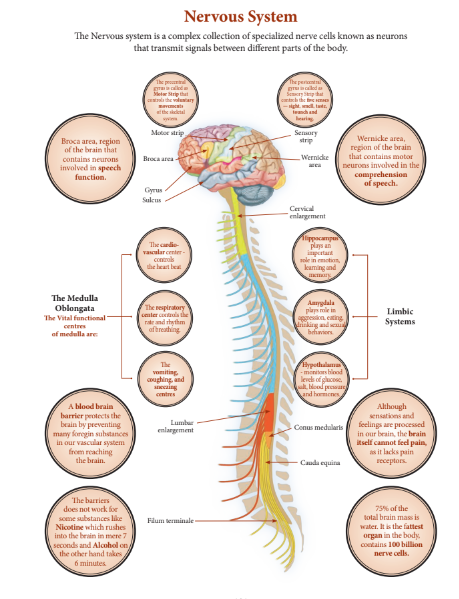 Nervous System
The Nervous system is a complex collection of specialized nerve cells known as neurons
that transmit signals between different parts of the body.
The precentral
gyrus is called as
Motor Strip that
controls the voluntary
movements
of the skeletal
system
The postcentral
gyrus is called as
Sensory Strip that
controls the five senses
— sight, smell, taste,
touach and
hearing.
Broca area, region
of the brain that
contains neurons
involved in speech
function.
Motor strip
Sensory
strip
Broca area
Wernicke
area
Gyrus
Sulcus
Wernicke area,
region of the brain
that contains motor
neurons involved in the
comprehension
of speech.
Cervical
enlargement
The cardio-
vascular center -
controls
the heart beat
Hippocampus
plays an
important
role in emotion,
learning and
memory.
The Medulla
Oblongata
The Vital functional
centres
of medulla are:
The respiratory
center controls the
rate and rhythm
of breathing.
Amygdala
plays role in
aggression, eating,
drinking and sexual
behaviors.
Limbic
Systems
The
vomiting,
coughing, and
sneezing
centres
Hypothalamus
- monitors blood
levels of glucose,
salt, blood pressure
and hormones.
A blood brain
barrier protects the
brain by preventing
many foregin substances
in our vascular system
from reaching
the brain.
Lumbar
enlargement
Conus medularis
Cauda equina
Although
sensations and
feelings are processed
in our brain, the brain
itself cannot feel pain,
as it lacks pain
receptors.
The barriers
does not work for
some substances like
Nicotine which rushes
into the brain in mere 7
seconds and Alcohol on
the other hand takes
6 minutes.
Filum terminale
75% of the
total brain mass is
water. It is the fattest
organ in the body,
contains 100 billion
nerve cells.